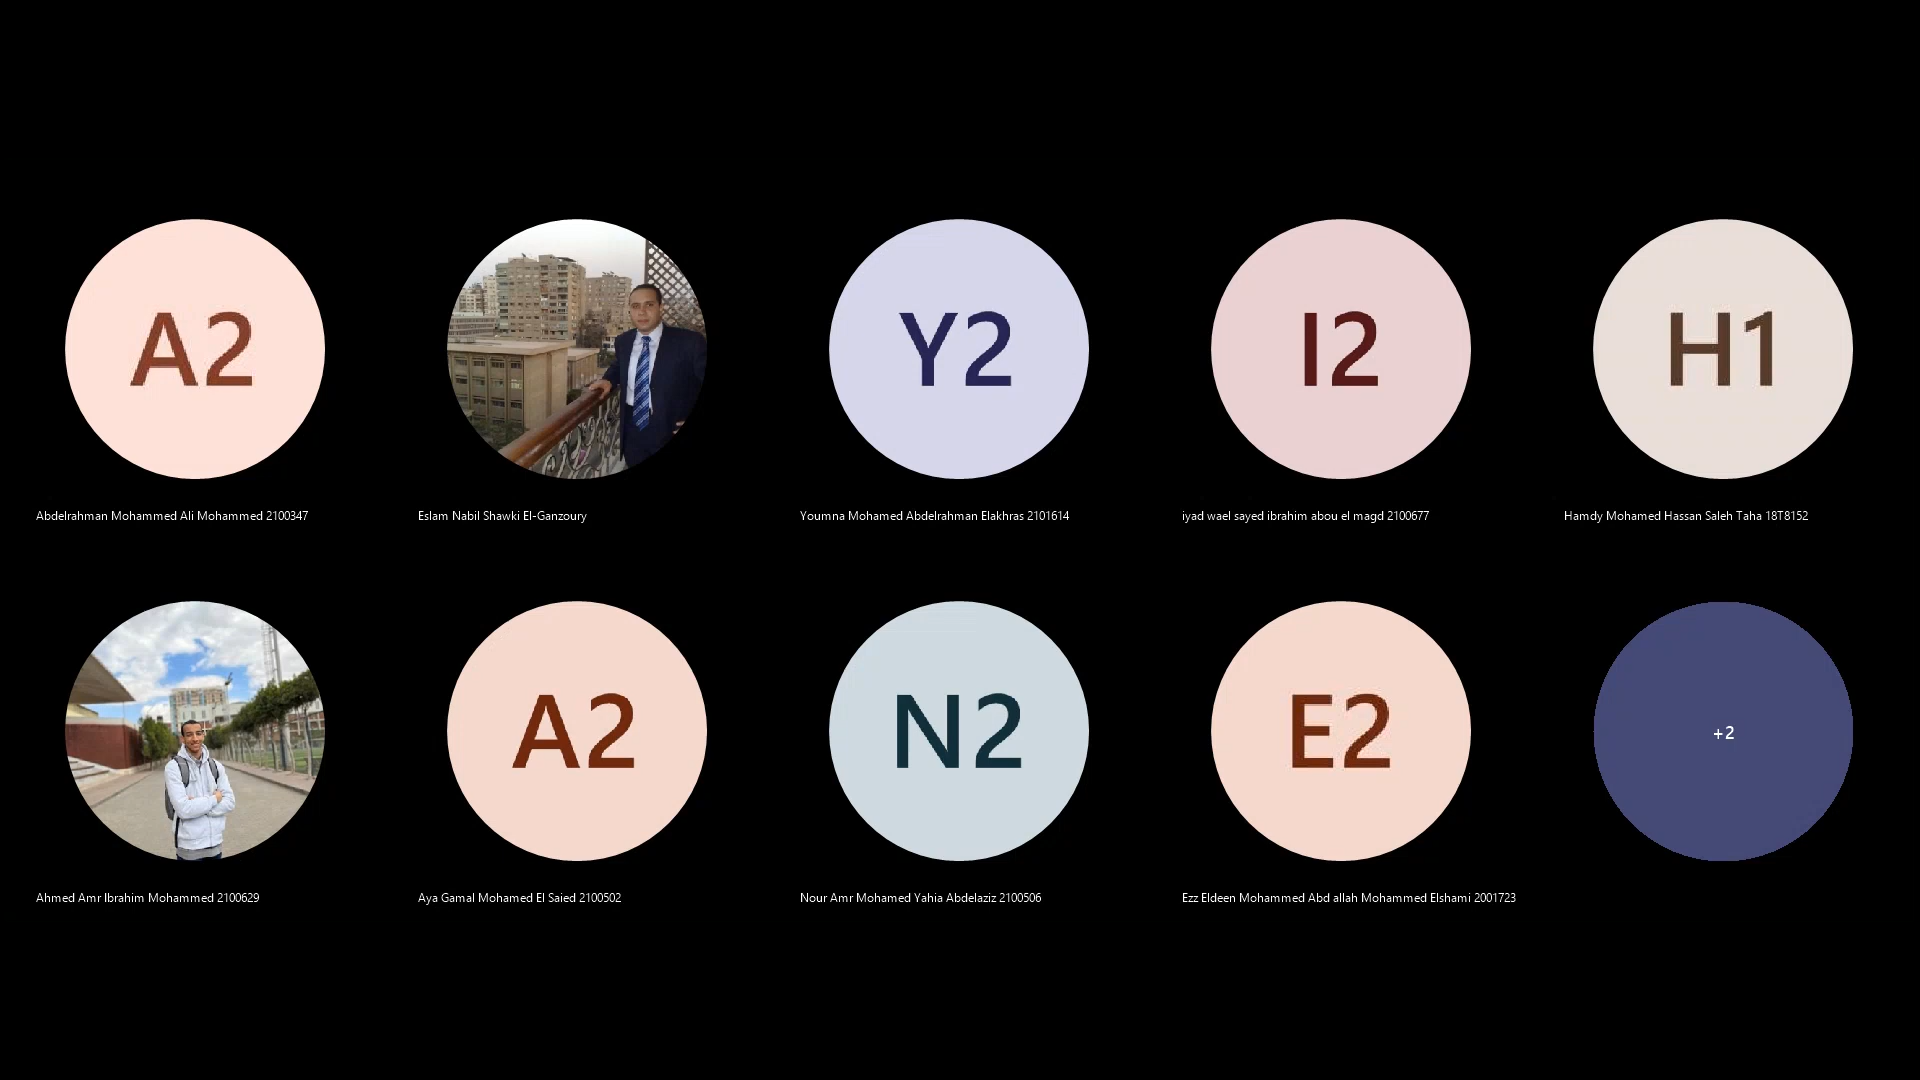 A2
Y2
I2
H1
Abdelrahman Mohammed Ali Mohammed 2100347
Eslam Nabil Shawki El-Ganzoury
Youmna Mohamed Abdelrahman Elakhras 2101614
iyad wael sayed ibrahim abou el magd 2100677
Hamdy Mohamed Hassan Saleh Taha 18T8152
A2
N2
E2
+2
Ahmed Amr Ibrahim Mohammed 2100629
Aya Gamal Mohamed El Saied 2100502
Nour Amr Mohamed Yahia Abdelaziz 2100506
Ezz Eldeen Mohammed Abd allah Mohammed Elshami 2001723